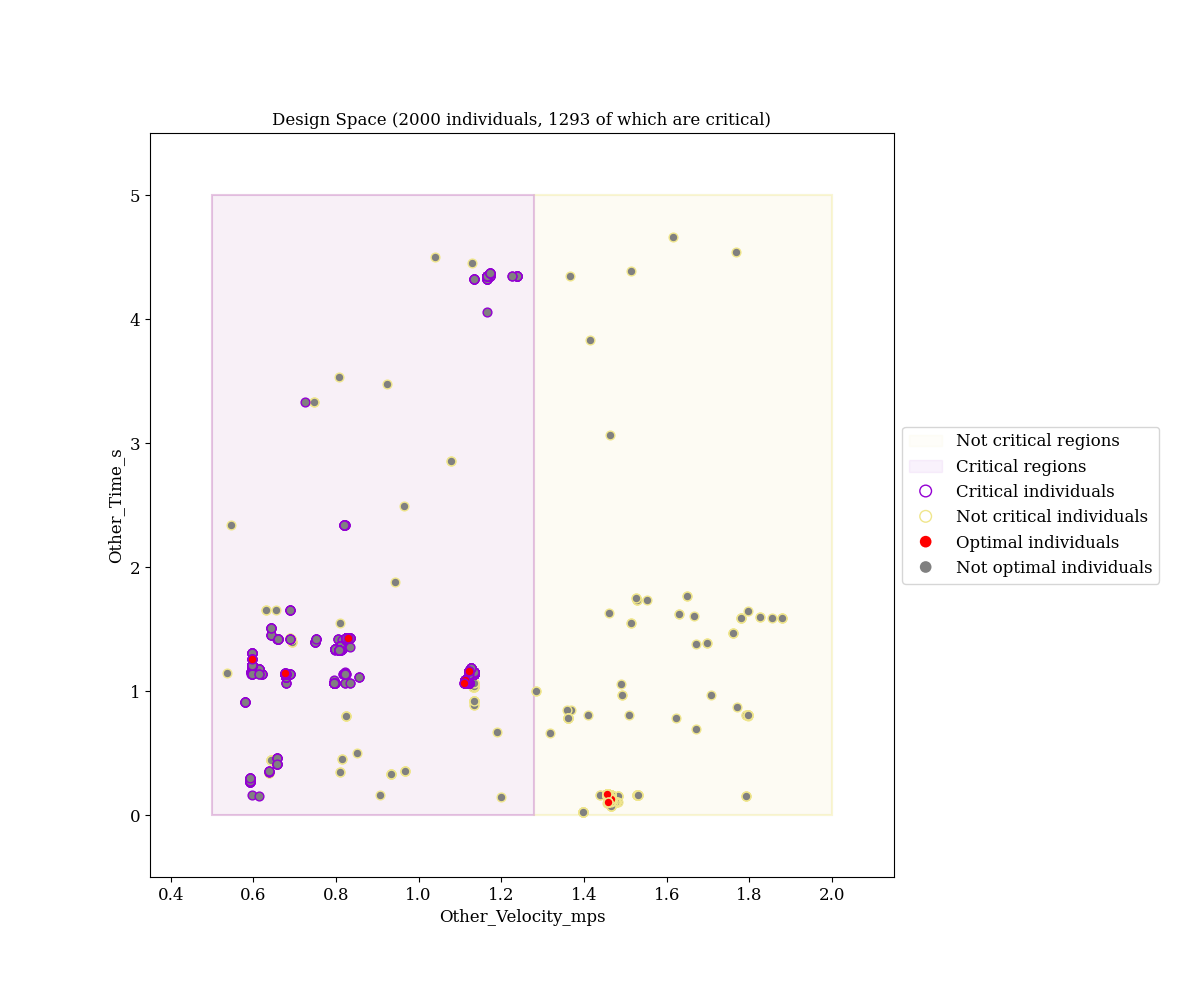 Design Space (2000 individuals, 1293 of which are critical)
Other_Time_s
5
4
3
2
1
0
0.4 0.6 0.8 1.0 1.2 1.4 1.6 1.8 2.0
Other_Velocity_mps
Not critical regions
Critical regions
Critical individuals
Not critical individuals
Optimal individuals
Not optimal individuals